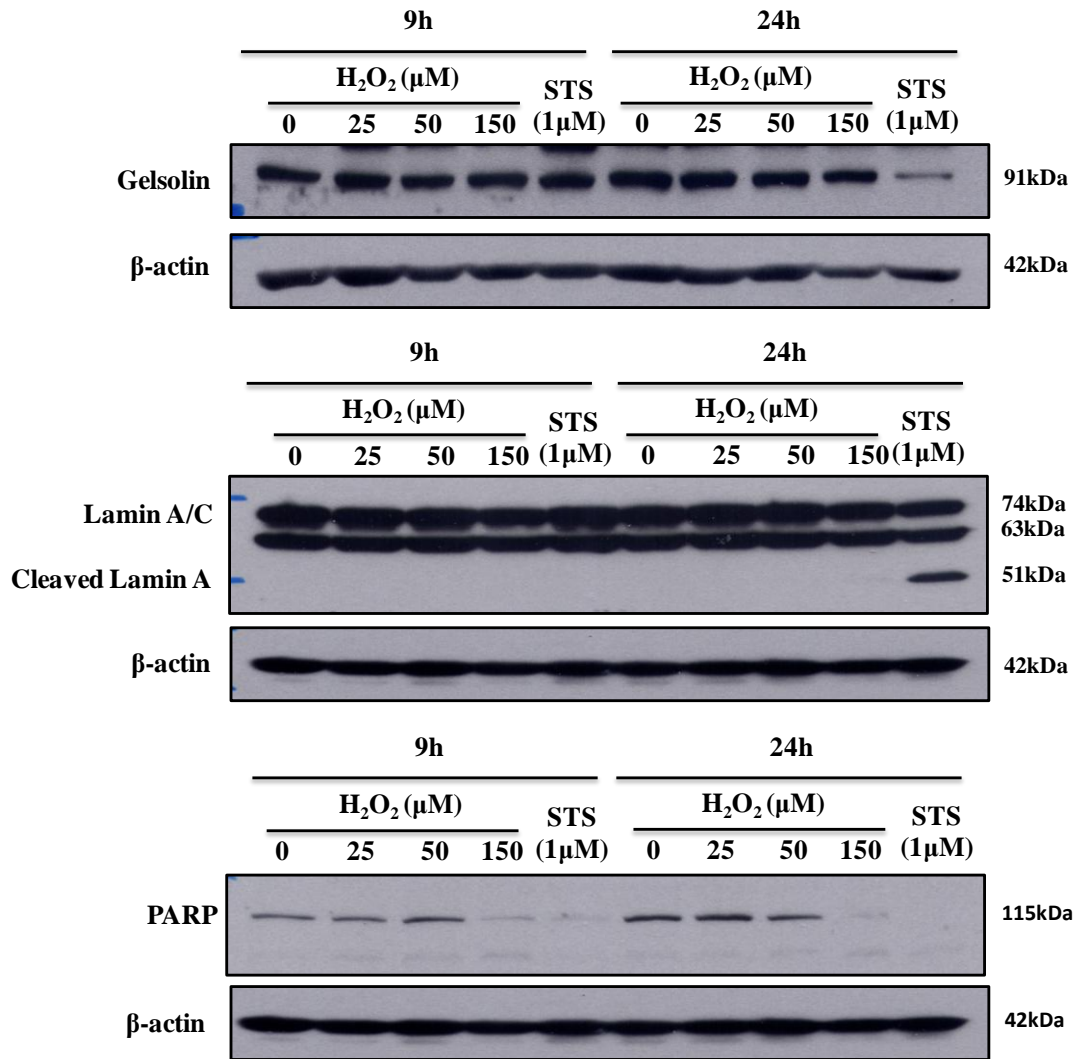 9h 24h
H₂O₂ (μM) STS (1μM) H₂O₂ (μM) STS (1μM)
0 25 50 150 0 25 50 150
Gelsolin 91kDa
β-actin 42kDa
9h 24h
H₂O₂ (μM) STS (1μM) H₂O₂ (μM) STS (1μM)
0 25 50 150 0 25 50 150
Lamin A/C 74kDa
63kDa
Cleaved Lamin A 51kDa
β-actin 42kDa
9h 24h
H₂O₂ (μM) STS (1μM) H₂O₂ (μM) STS (1μM)
0 25 50 150 0 25 50 150
PARP 115kDa
β-actin 42kDa